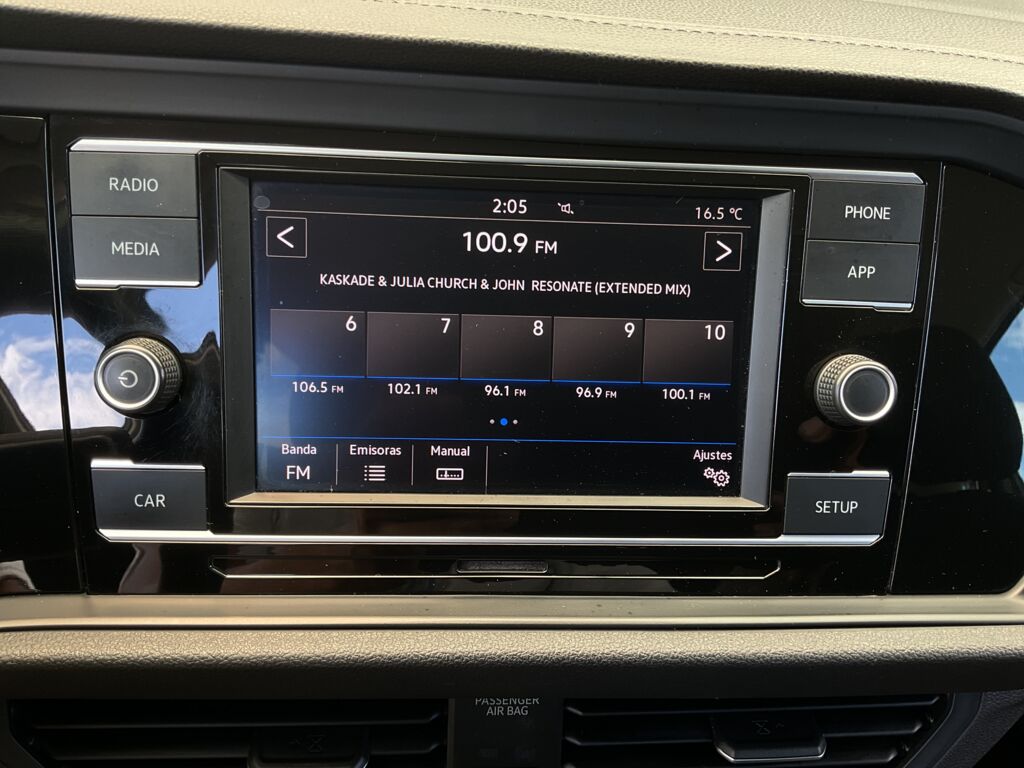 RADIO
MEDIA
PHONE
APP
2:05
16.5 °C
<
100.9 FM
>
KASKADE & JULIA CHURCH & JOHN  RESONATE (EXTENDED MIX)
6 7 8 9 10
106.5 FM 102.1 FM 96.1 FM 96.9 FM 100.1 FM
Banda Emisoras Manual Ajustes
FM
CAR
SETUP
PASSENGER
AIR BAG